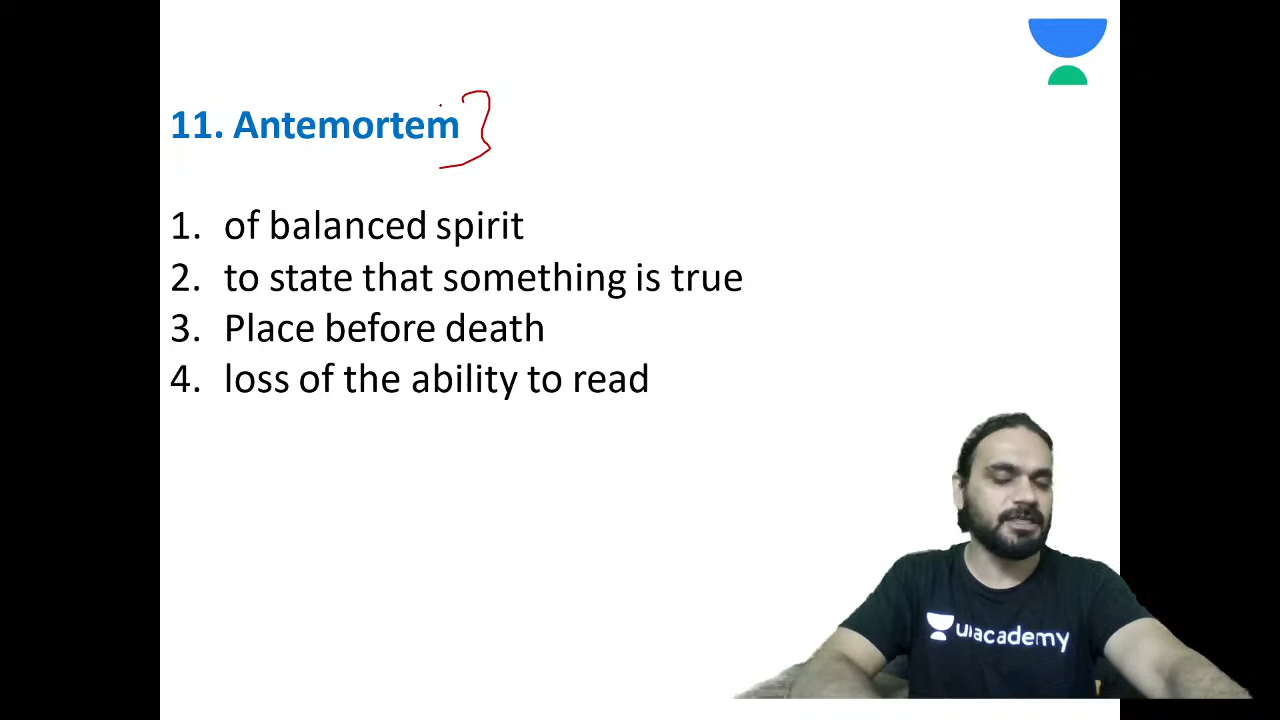 11. Antemortem
1. of balanced spirit
2. to state that something is true
3. Place before death
4. loss of the ability to read
unacademy